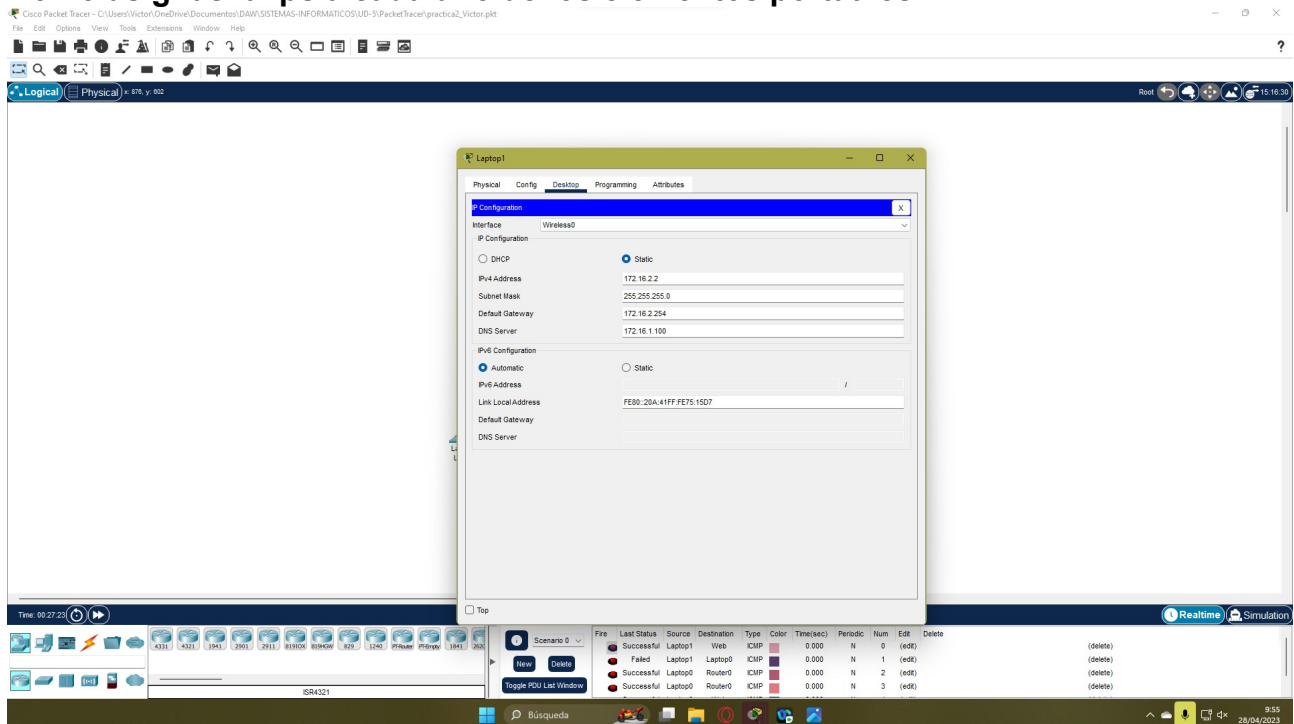 Cisco Packet Tracer - C:\Users\Victor\OneDrive\Documentos\DAW\SISTEMAS-INFORMATICOS\UD-5\PacketTracer\practica2_Victor.pkt
File Edit Options View Tools Extensions Window Help
?
Logical Physical x: 876, y: 602
Root 15:16:30
Laptop1
Physical Config Desktop Programming Attributes
IP Configuration X
Interface Wireless0
IP Configuration
DHCP Static
IPv4 Address 172.16.2.2
Subnet Mask 255.255.255.0
Default Gateway 172.16.2.254
DNS Server 172.16.1.100
IPv6 Configuration
Automatic Static
IPv6 Address /
Link Local Address FE80::20A:41FF:FE75:15D7
Default Gateway
DNS Server
Top
Time: 00:27:23 Realtime Simulation
4331 4321 1941 2901 2911 819IOX 819HGW 829 1240 PT-Router PT-Empty 1841
ISR4321
Scenario 0
New Delete
Toggle PDU List Window
Fire Last Status Source Destination Type Color Time(sec) Periodic Num Edit Delete
Successful Laptop1 Web ICMP 0.000 N 0 (edit) (delete)
Failed Laptop1 Laptop0 ICMP 0.000 N 1 (edit) (delete)
Successful Laptop0 Router0 ICMP 0.000 N 2 (edit) (delete)
Successful Laptop0 Router0 ICMP 0.000 N 3 (edit) (delete)
Búsqueda
9:55
28/04/2023